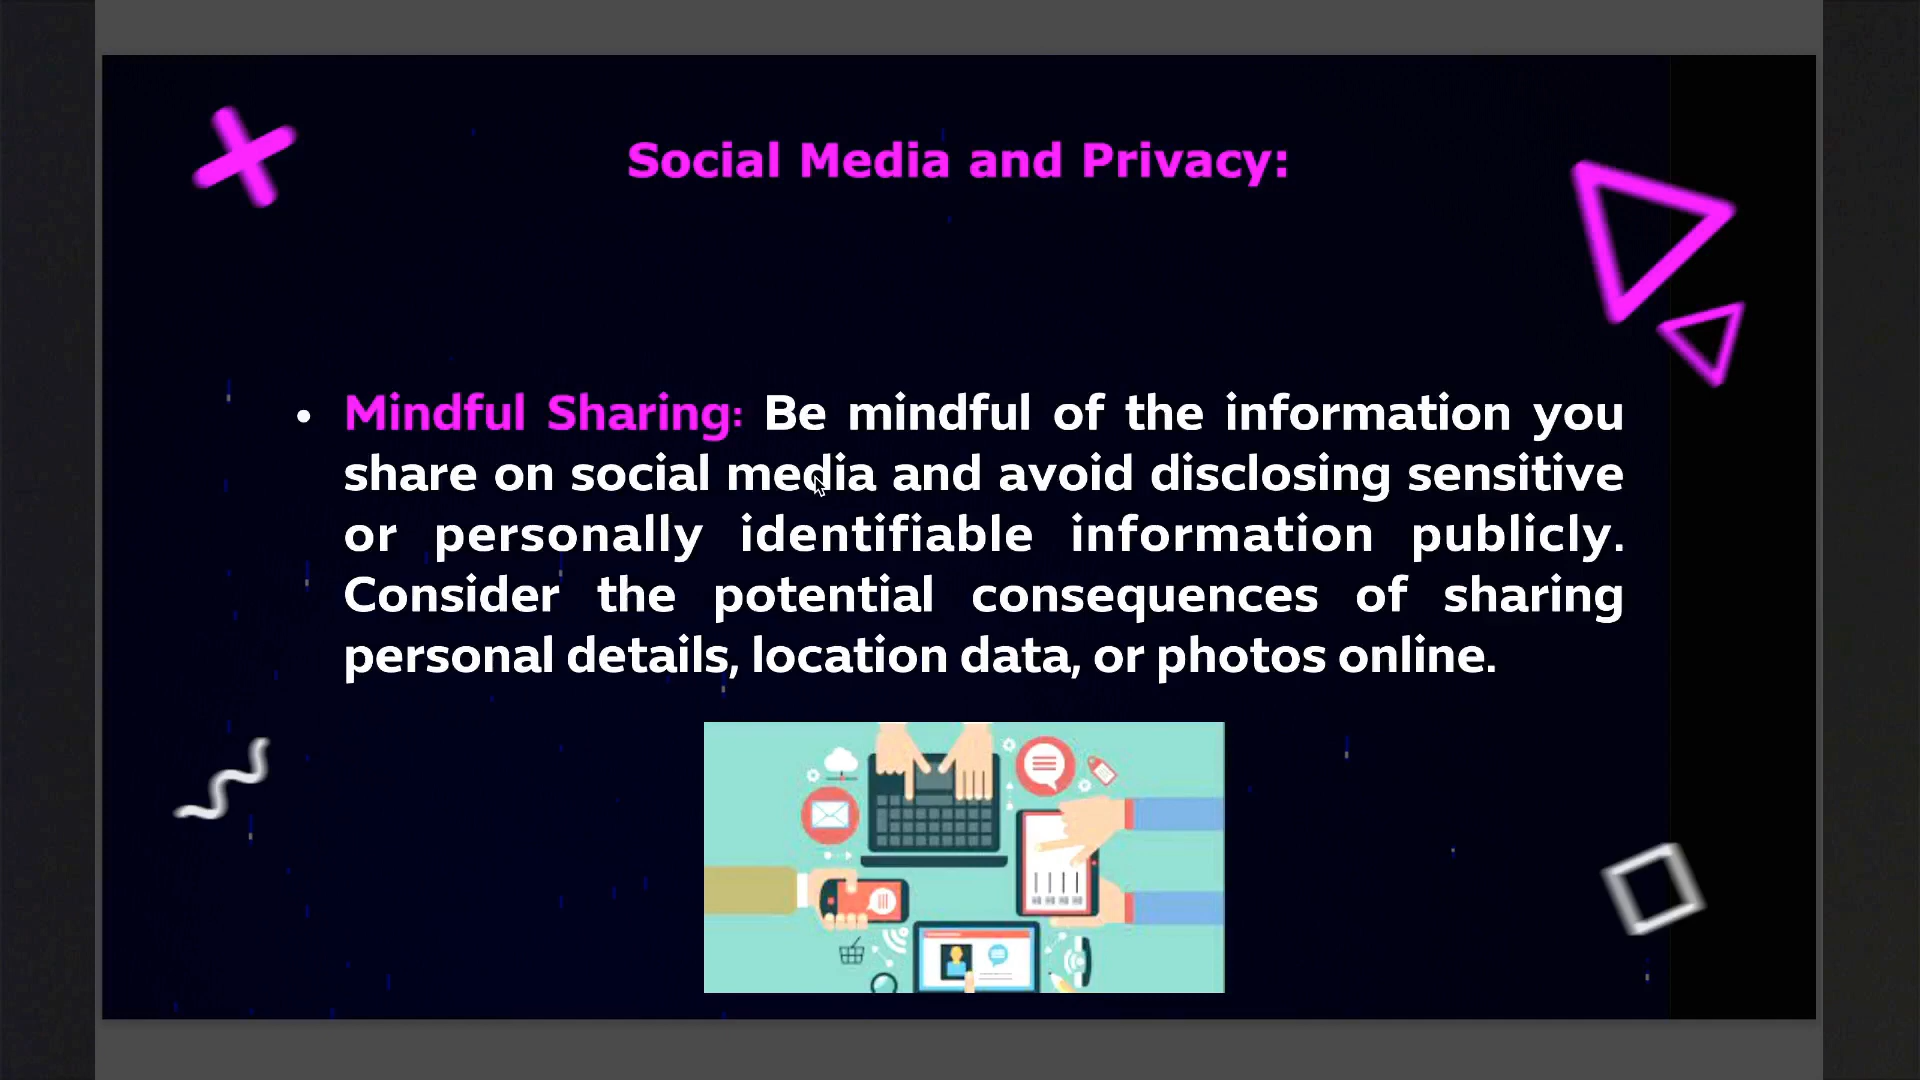 Social Media and Privacy:
• Mindful Sharing: Be mindful of the information you
share on social media and avoid disclosing sensitive
or personally identifiable information publicly.
Consider the potential consequences of sharing
personal details, location data, or photos online.